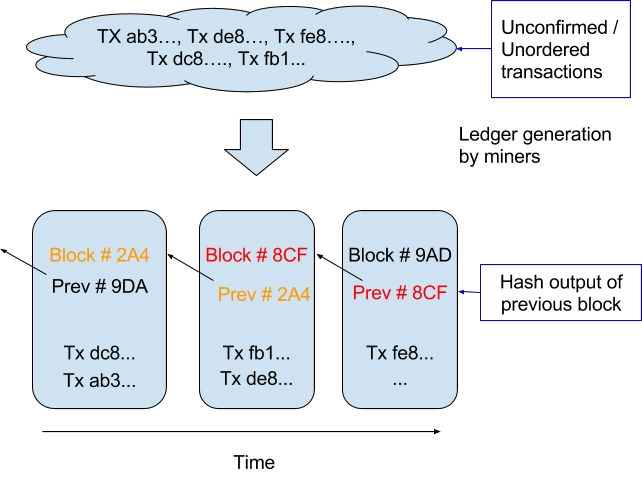 TX ab3…, Tx de8…, Tx fe8….,
Tx dc8…., Tx fb1...
Unconfirmed /
Unordered
transactions
Ledger generation
by miners
Block # 2A4
Prev # 9DA
Tx dc8...
Tx ab3...
Block # 8CF
Prev # 2A4
Tx fb1...
Tx de8...
Block # 9AD
Prev # 8CF
Tx fe8...
...
Hash output of
previous block
Time